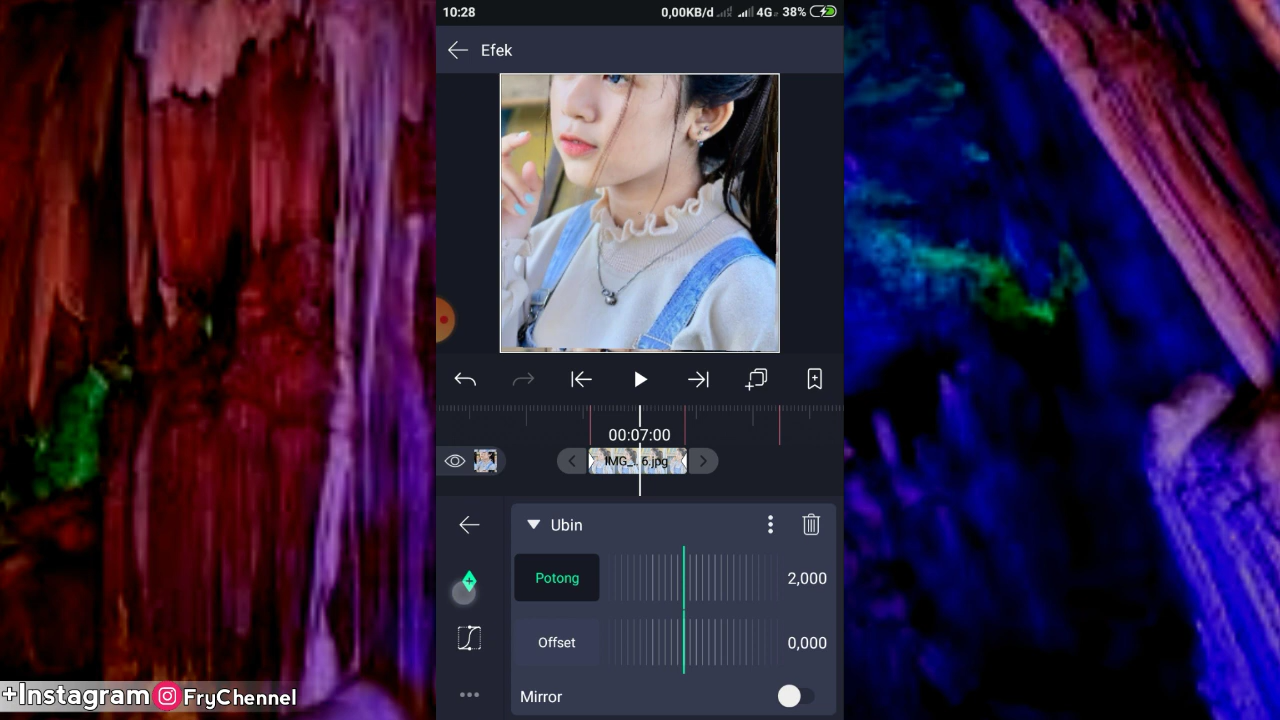 10:28
0,00KB/d
4G
38%
Efek
00:07:00
IMG_...6.jpg
Ubin
Potong
2,000
Offset
0,000
Mirror
+Instagram FryChennel